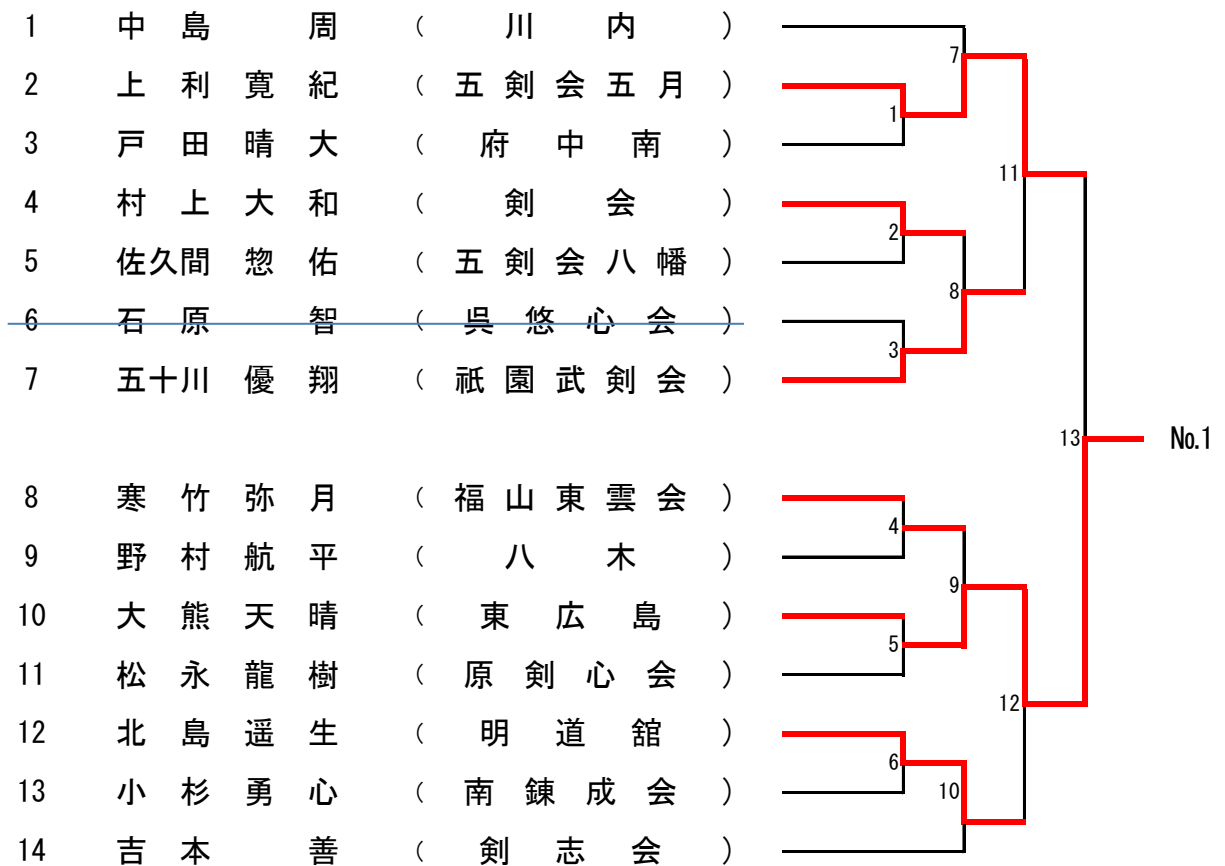 1 中島 周 ( 川内 )
7
2 上利寛紀 ( 五剣会五月 )
1
3 戸田晴大 ( 府中南 )
11
4 村上大和 ( 剣会 )
2
5 佐久間惣佑 ( 五剣会八幡 )
8
6 石原 智 ( 呉悠心会 )
3
7 五十川優翔 ( 祇園武剣会 )
13 No.1
8 寒竹弥月 ( 福山東雲会 )
4
9 野村航平 ( 八木 )
9
10 大熊天晴 ( 東広島 )
5
11 松永龍樹 ( 原剣心会 )
12
12 北島遥生 ( 明道舘 )
6
13 小杉勇心 ( 南錬成会 )
10
14 吉本 善 ( 剣志会 )